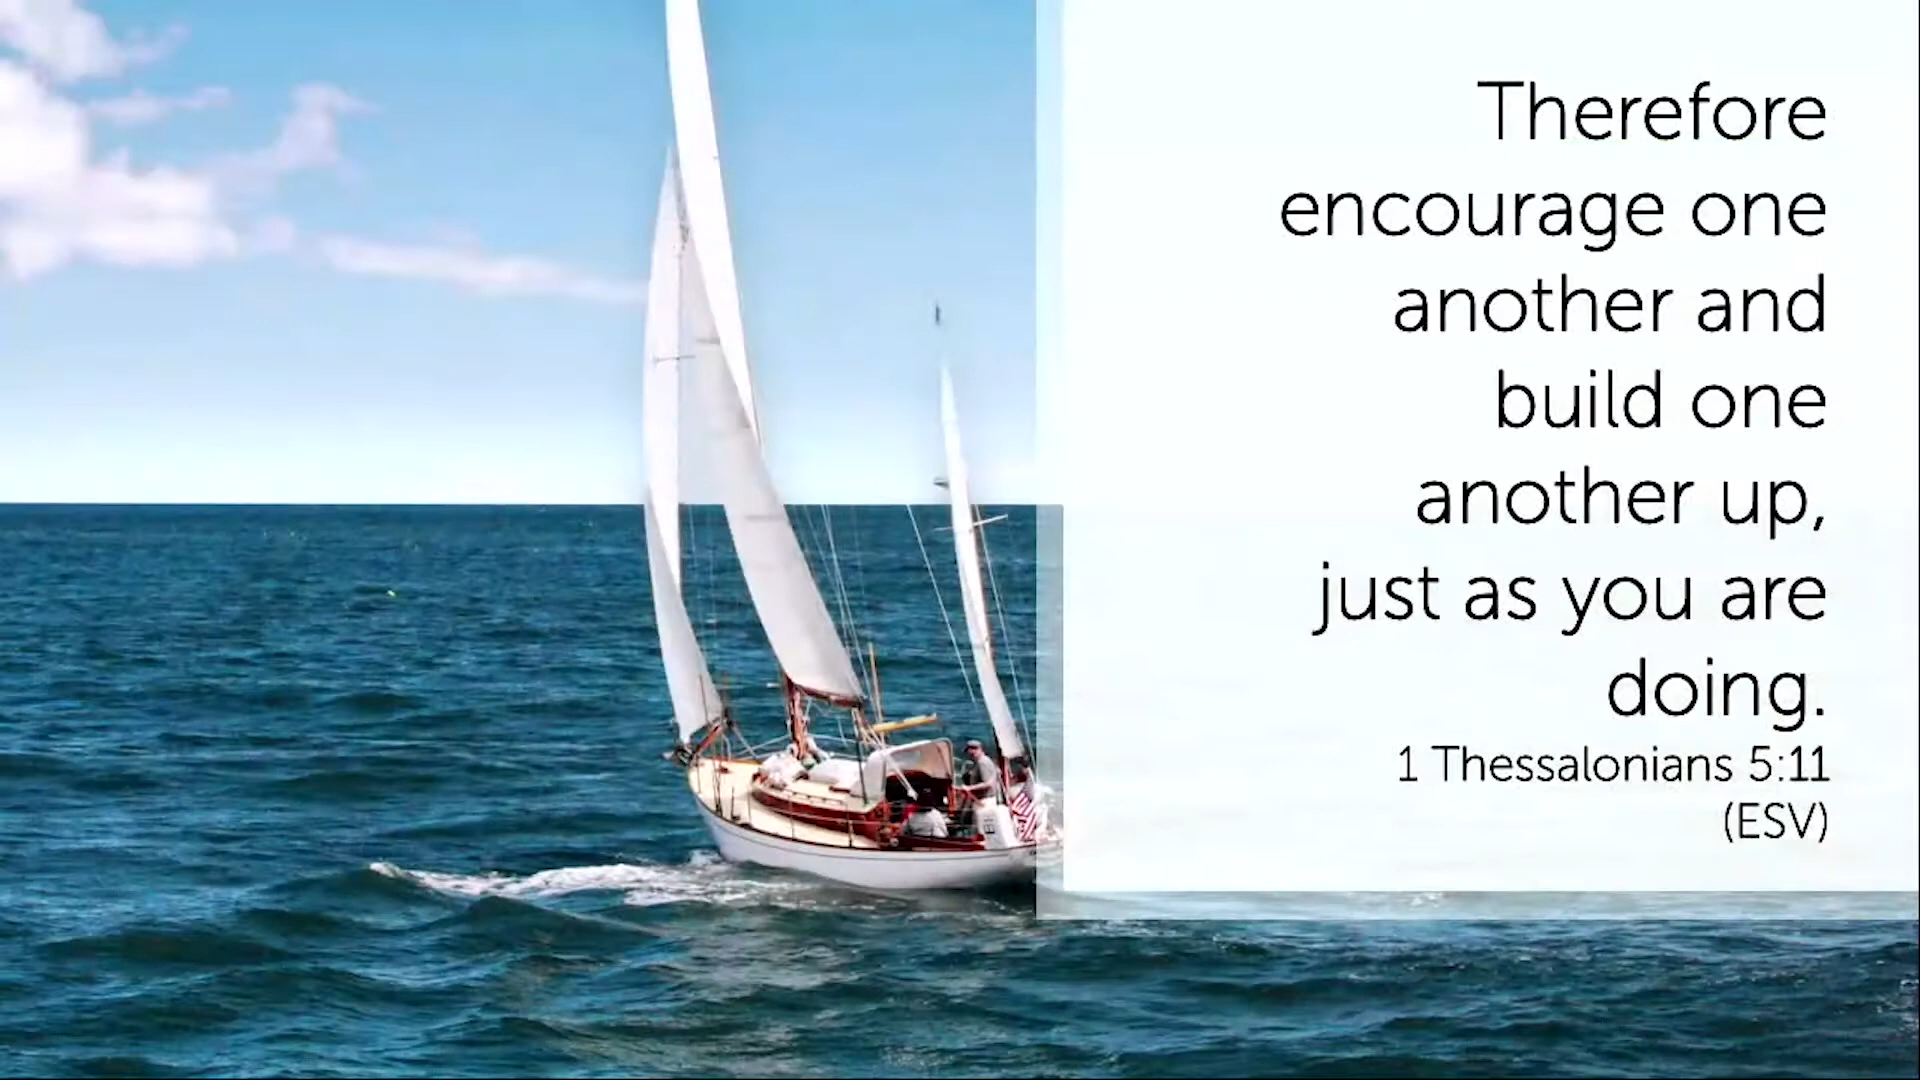 Therefore
encourage one
another and
build one
another up,
just as you are
doing.
1 Thessalonians 5:11
(ESV)